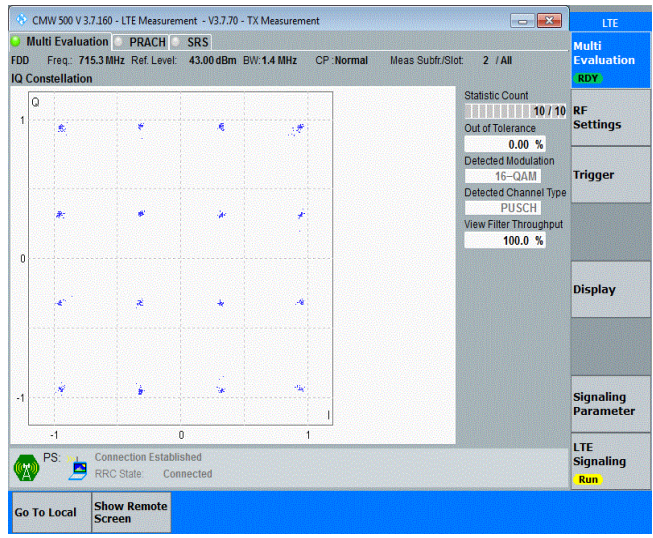 CMW 500 V 3.7.160 - LTE Measurement - V3.7.70 - TX Measurement
LTE
Multi Evaluation PRACH SRS
FDD Freq.: 715.3 MHz Ref. Level: 43.00 dBm BW: 1.4 MHz CP : Normal Meas Subfr./Slot: 2 / All
IQ Constellation
Q
1
0
-1
-1 0 1
I
Statistic Count
10 / 10
Out of Tolerance
0.00 %
Detected Modulation
16-QAM
Detected Channel Type
PUSCH
View Filter Throughput
100.0 %
Multi
Evaluation
RDY
RF
Settings
Trigger
Display
Signaling
Parameter
LTE
Signaling
Run
PS: Connection Established
RRC State: Connected
Go To Local
Show Remote
Screen